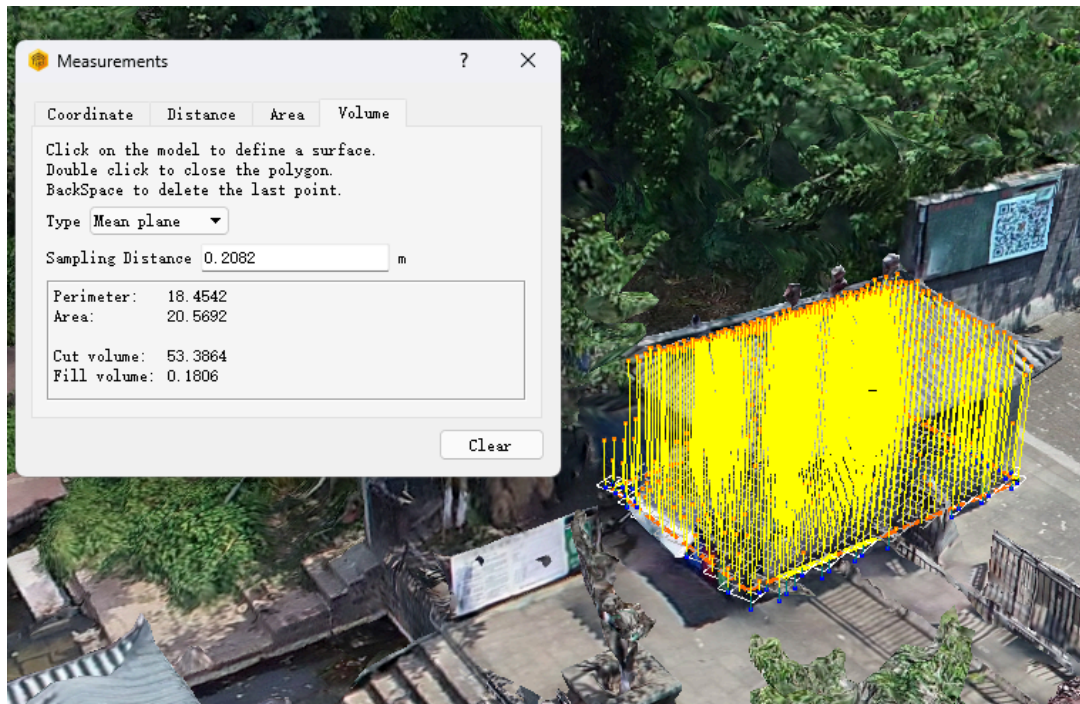 Measurements
?
Coordinate Distance Area Volume
Click on the model to define a surface.
Double click to close the polygon.
BackSpace to delete the last point.
Type Mean plane
Sampling Distance 0.2082 m
Perimeter: 18.4542
Area: 20.5692
Cut volume: 53.3864
Fill volume: 0.1806
Clear